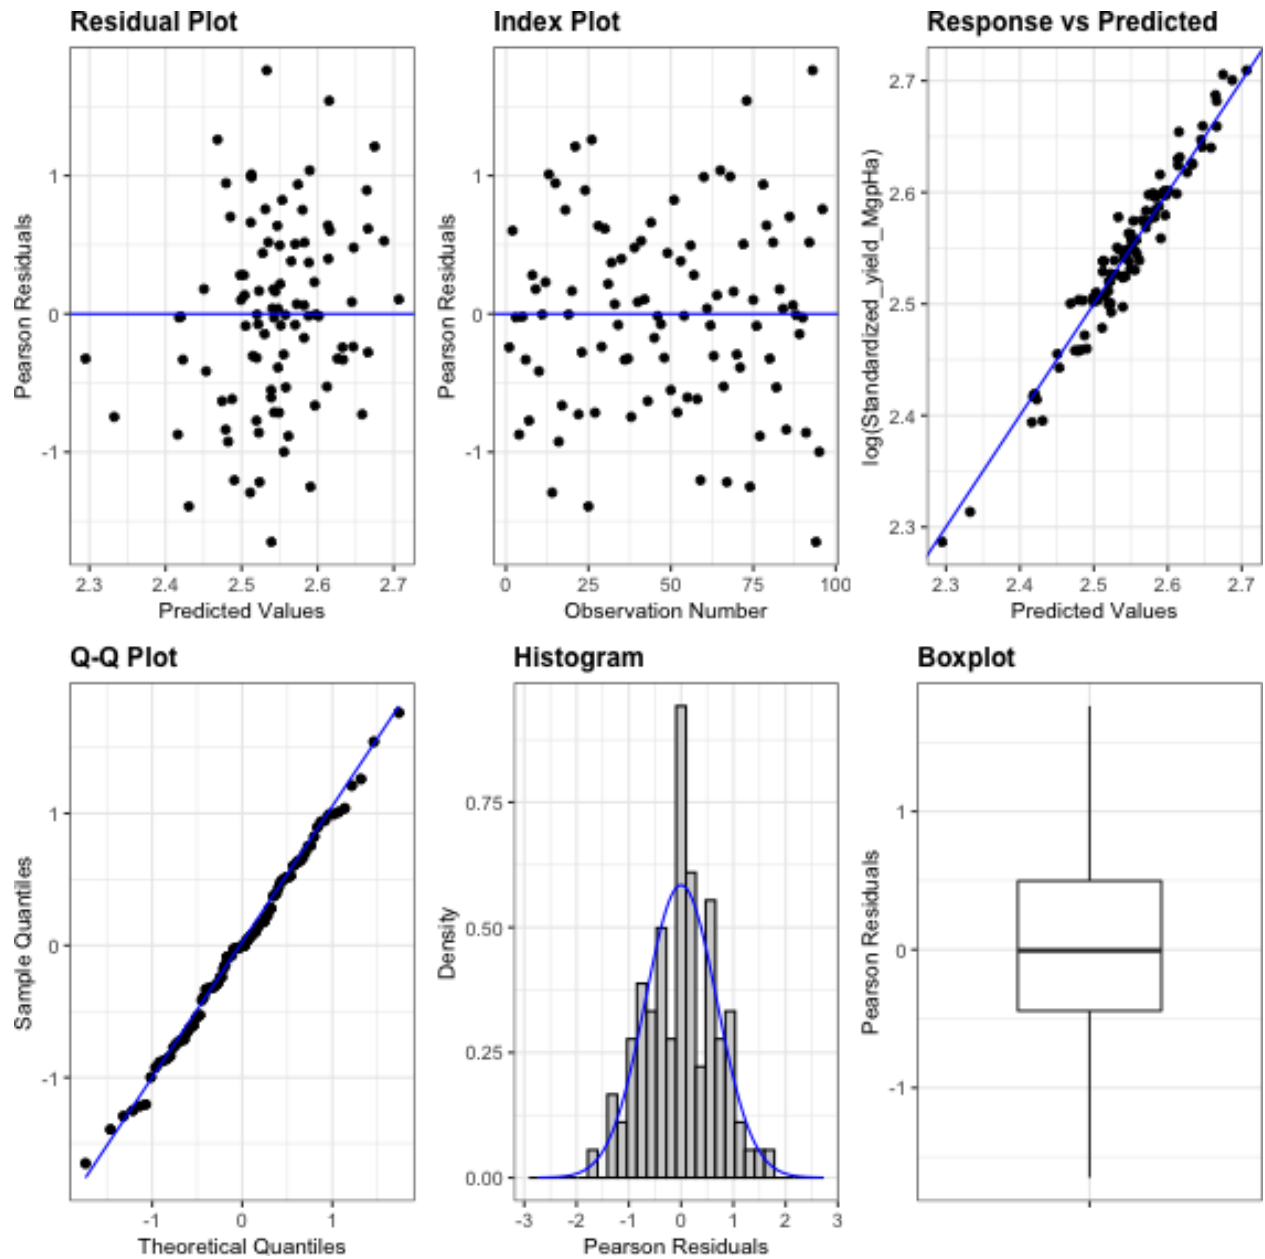 Residual Plot
Pearson Residuals
1
0
-1
2.3 2.4 2.5 2.6 2.7
Predicted Values
Index Plot
Pearson Residuals
1
0
-1
0 25 50 75 100
Observation Number
Response vs Predicted
log(Standardized_yield_MgpHa)
2.7
2.6
2.5
2.4
2.3
2.3 2.4 2.5 2.6 2.7
Predicted Values
Q-Q Plot
Sample Quantiles
1
0
-1
-1 0 1
Theoretical Quantiles
Histogram
Density
0.75
0.50
0.25
0.00
-3 -2 -1 0 1 2 3
Pearson Residuals
Boxplot
Pearson Residuals
1
0
-1